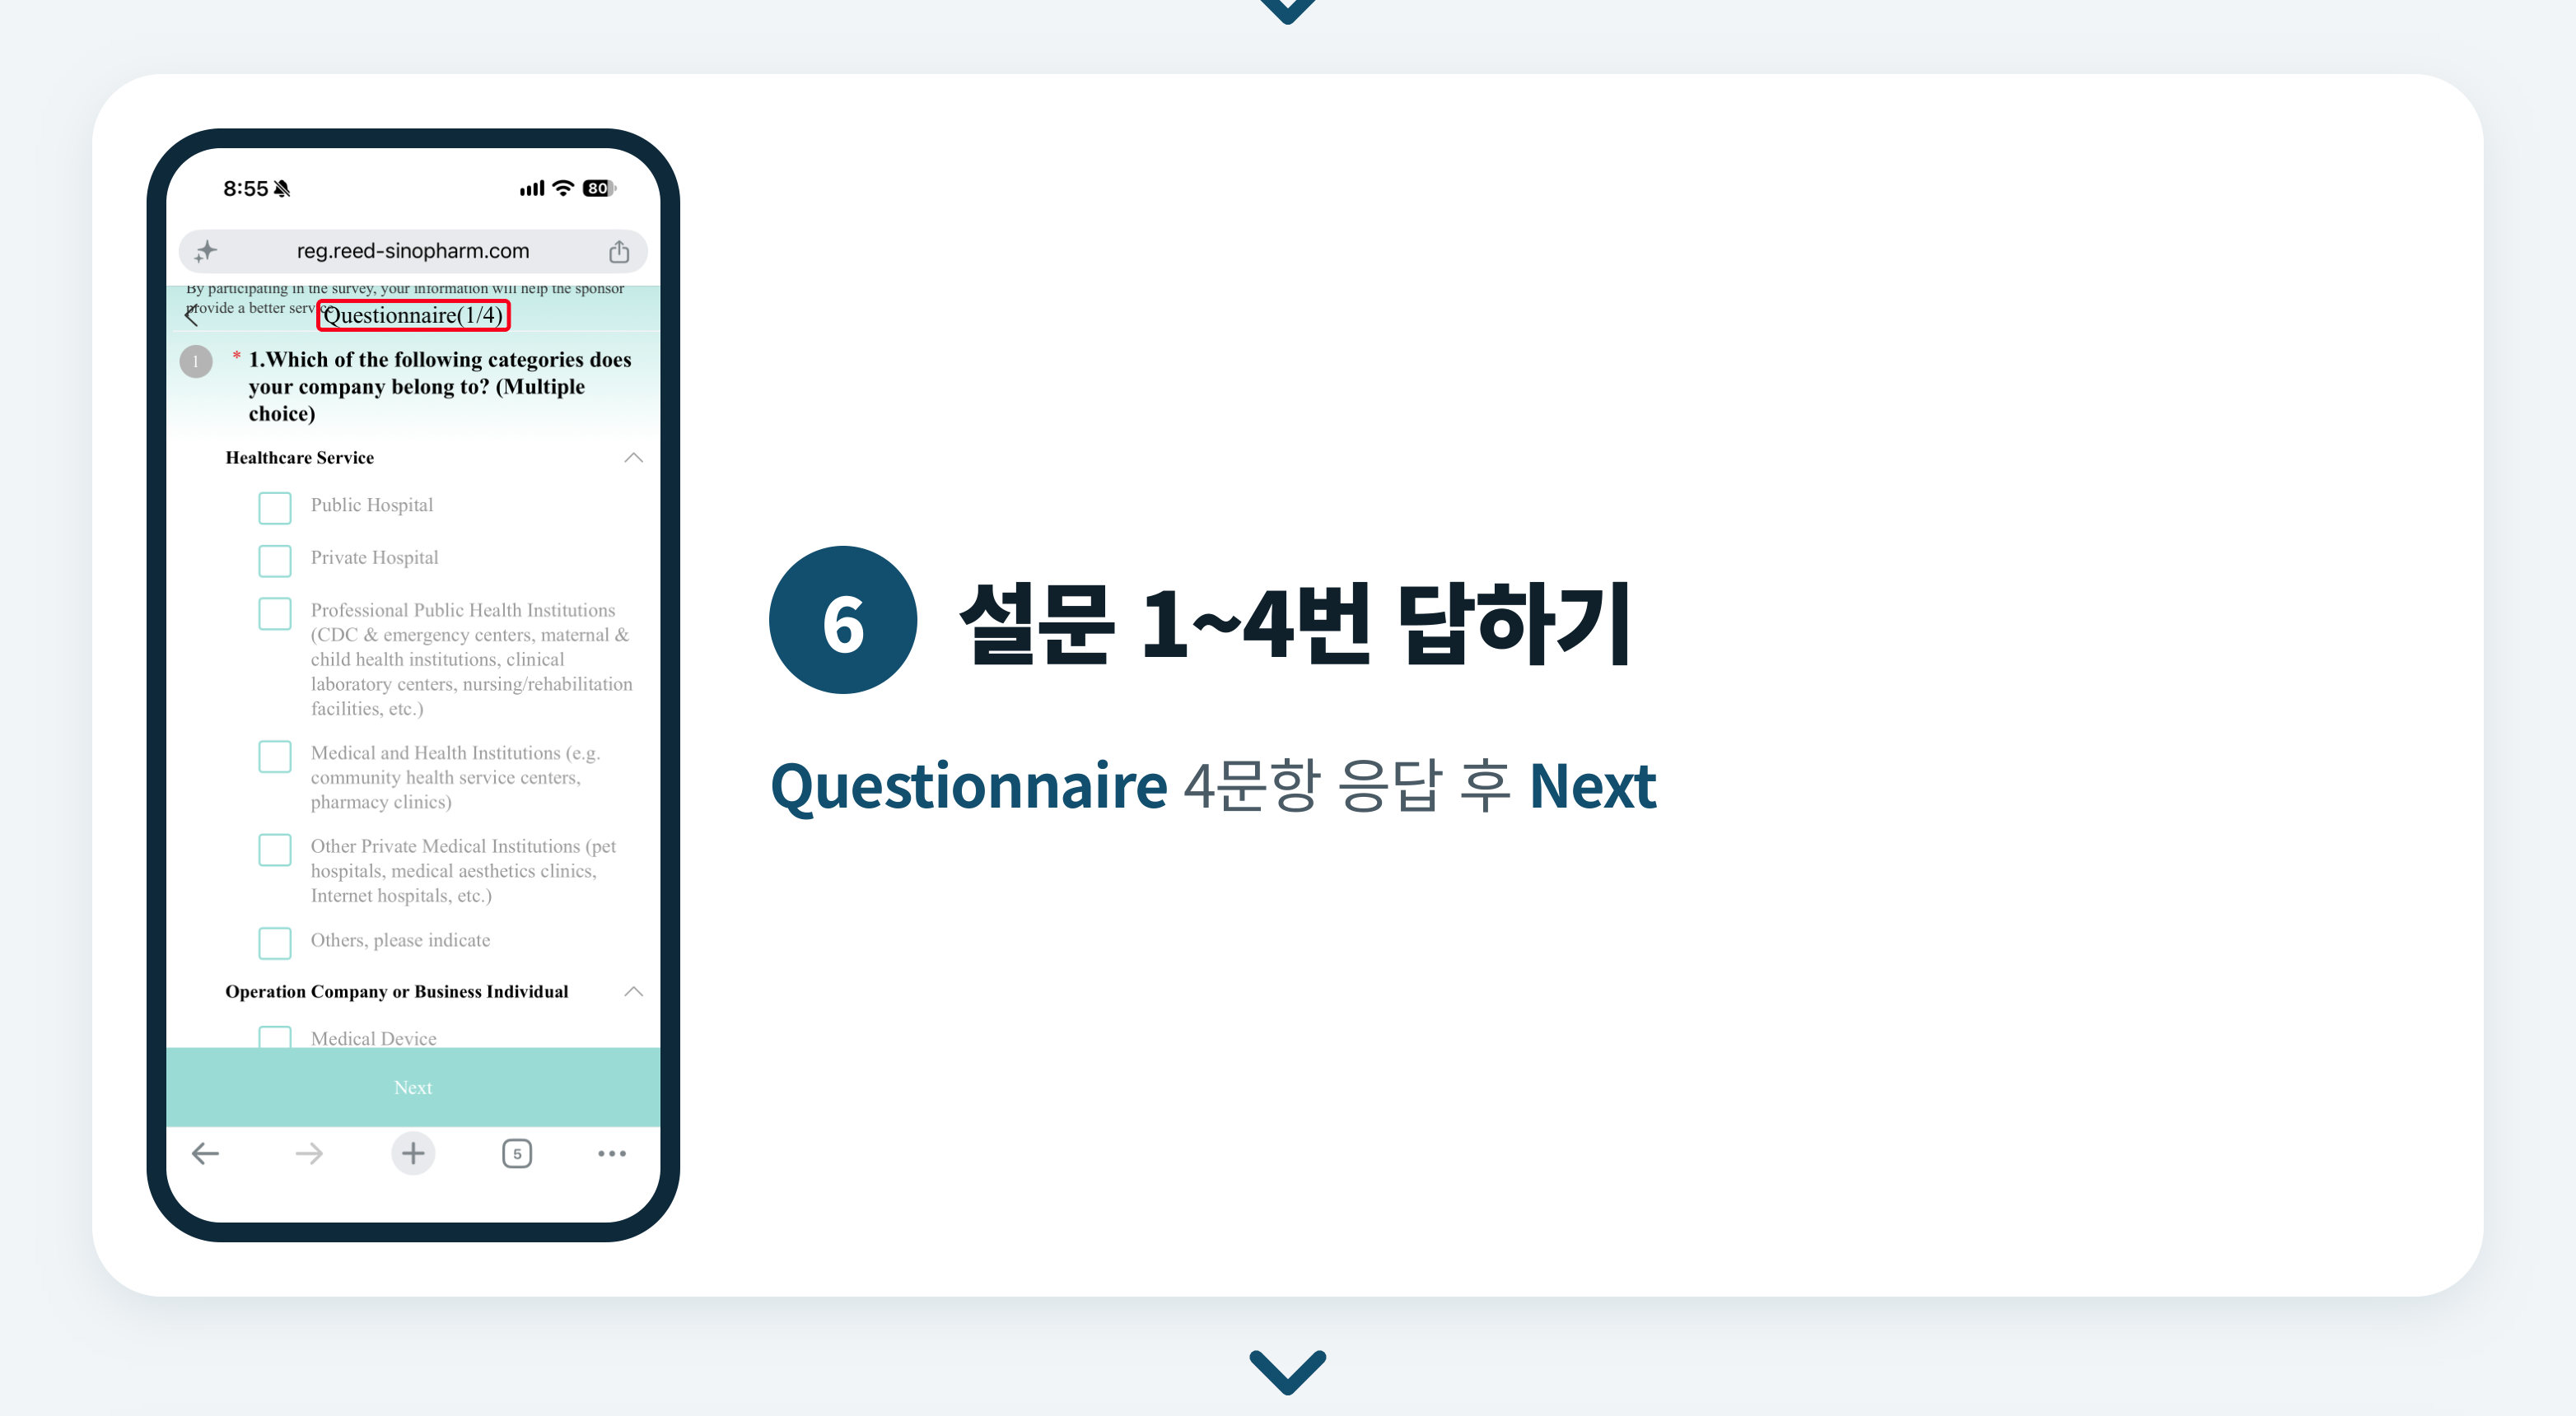 8:55
80
reg.reed-sinopharm.com
By participating in the survey, your information will help the sponsor
provide a better service
Questionnaire(1/4)
1
* 1.Which of the following categories does
your company belong to? (Multiple
choice)
Healthcare Service
Public Hospital
Private Hospital
Professional Public Health Institutions
(CDC & emergency centers, maternal &
child health institutions, clinical
laboratory centers, nursing/rehabilitation
facilities, etc.)
Medical and Health Institutions (e.g.
community health service centers,
pharmacy clinics)
Other Private Medical Institutions (pet
hospitals, medical aesthetics clinics,
Internet hospitals, etc.)
Others, please indicate
Operation Company or Business Individual
Medical Device
Next
5
6 설문 1~4번 답하기
Questionnaire 4문항 응답 후 Next